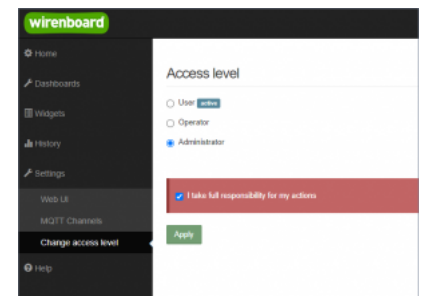 wirenboard
Home
Dashboards
Widgets
History
Settings
Web UI
MQTT Channels
Change access level
Help
Access level
User active
Operator
Administrator
I take full responsibility for my actions
Apply